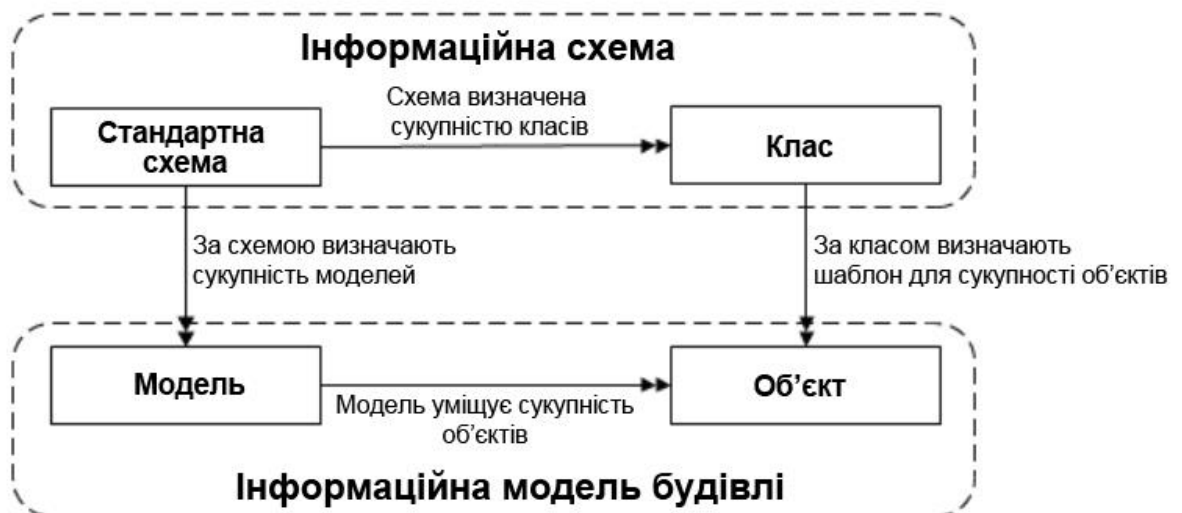 Інформаційна схема
Схема визначена
сукупністю класів
Стандартна
схема
Клас
За схемою визначають
сукупність моделей
За класом визначають
шаблон для сукупності об’єктів
Модель
Об’єкт
Модель уміщує сукупність
об’єктів
Інформаційна модель будівлі